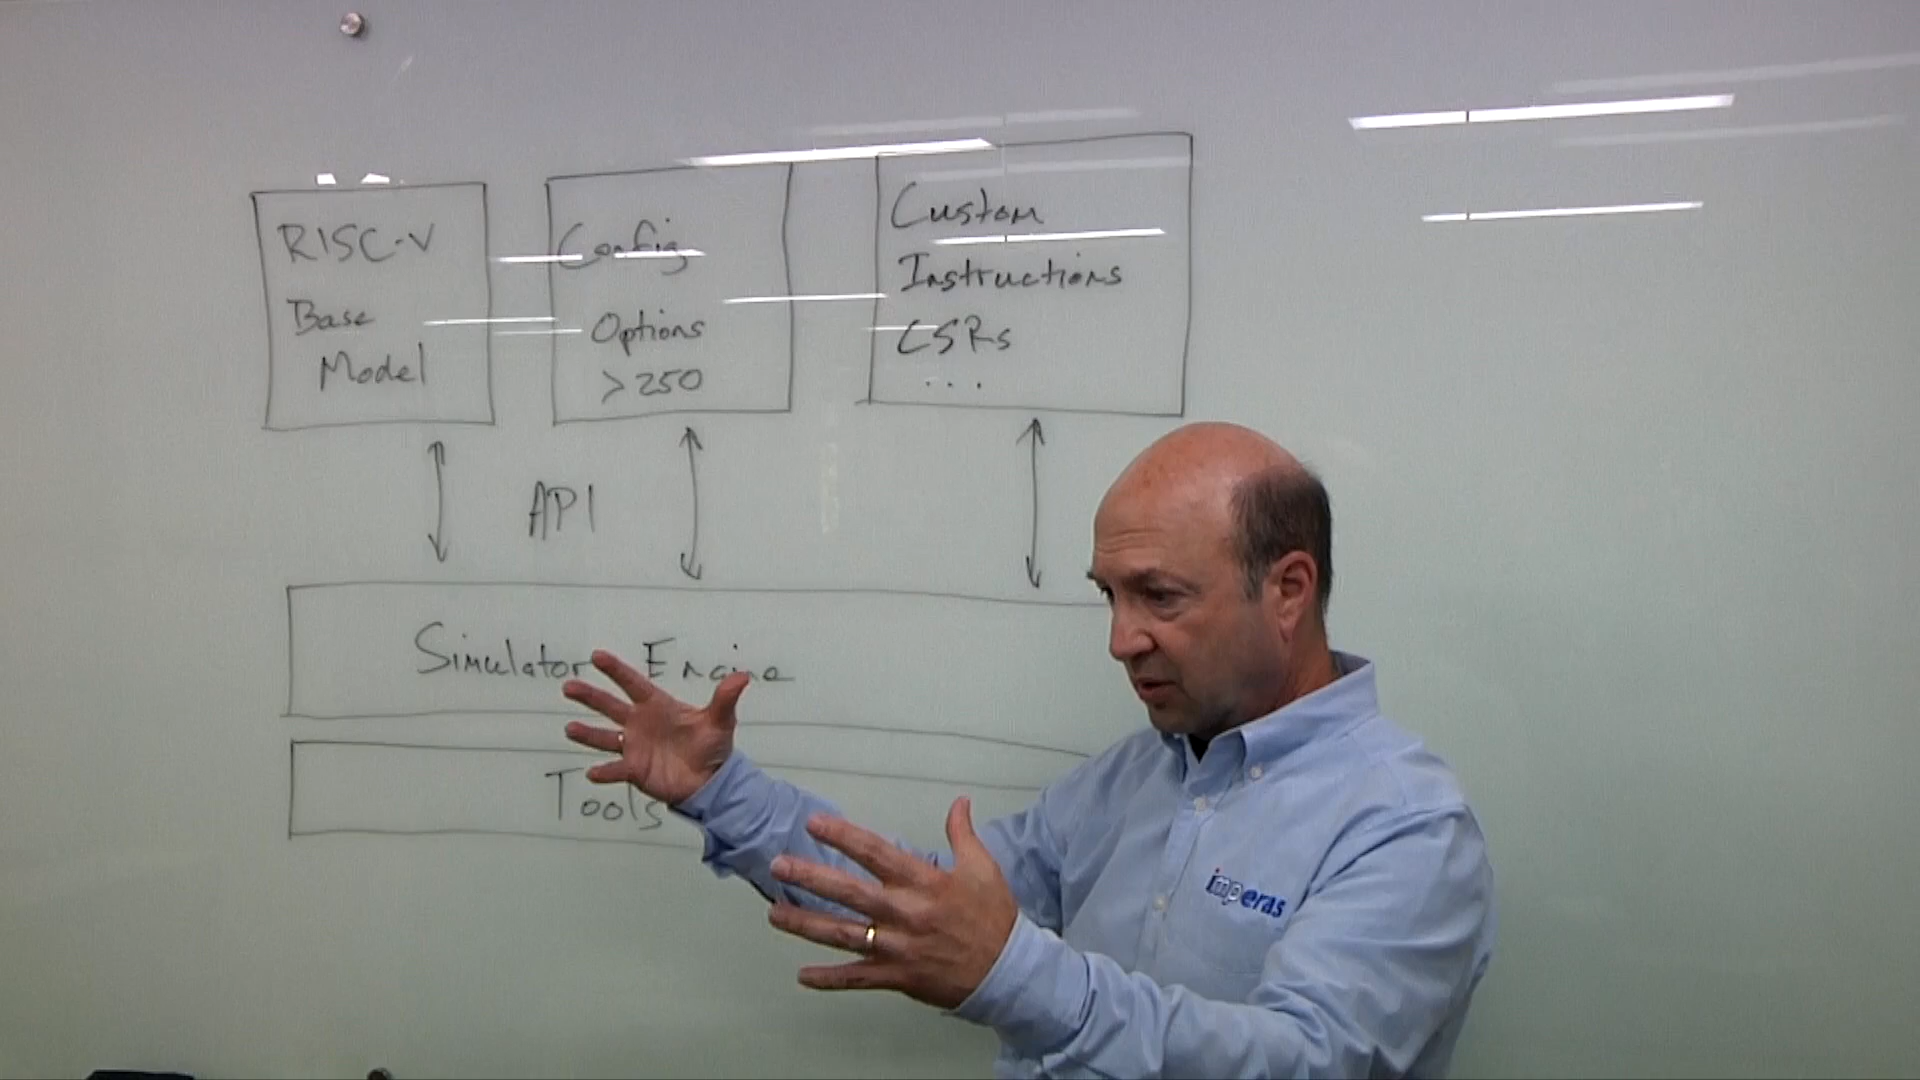 RISC-V
Base
Model
Config
Options
>250
Custom
Instructions
CSRs
...
API
Simulator Engine
Tools
imperas